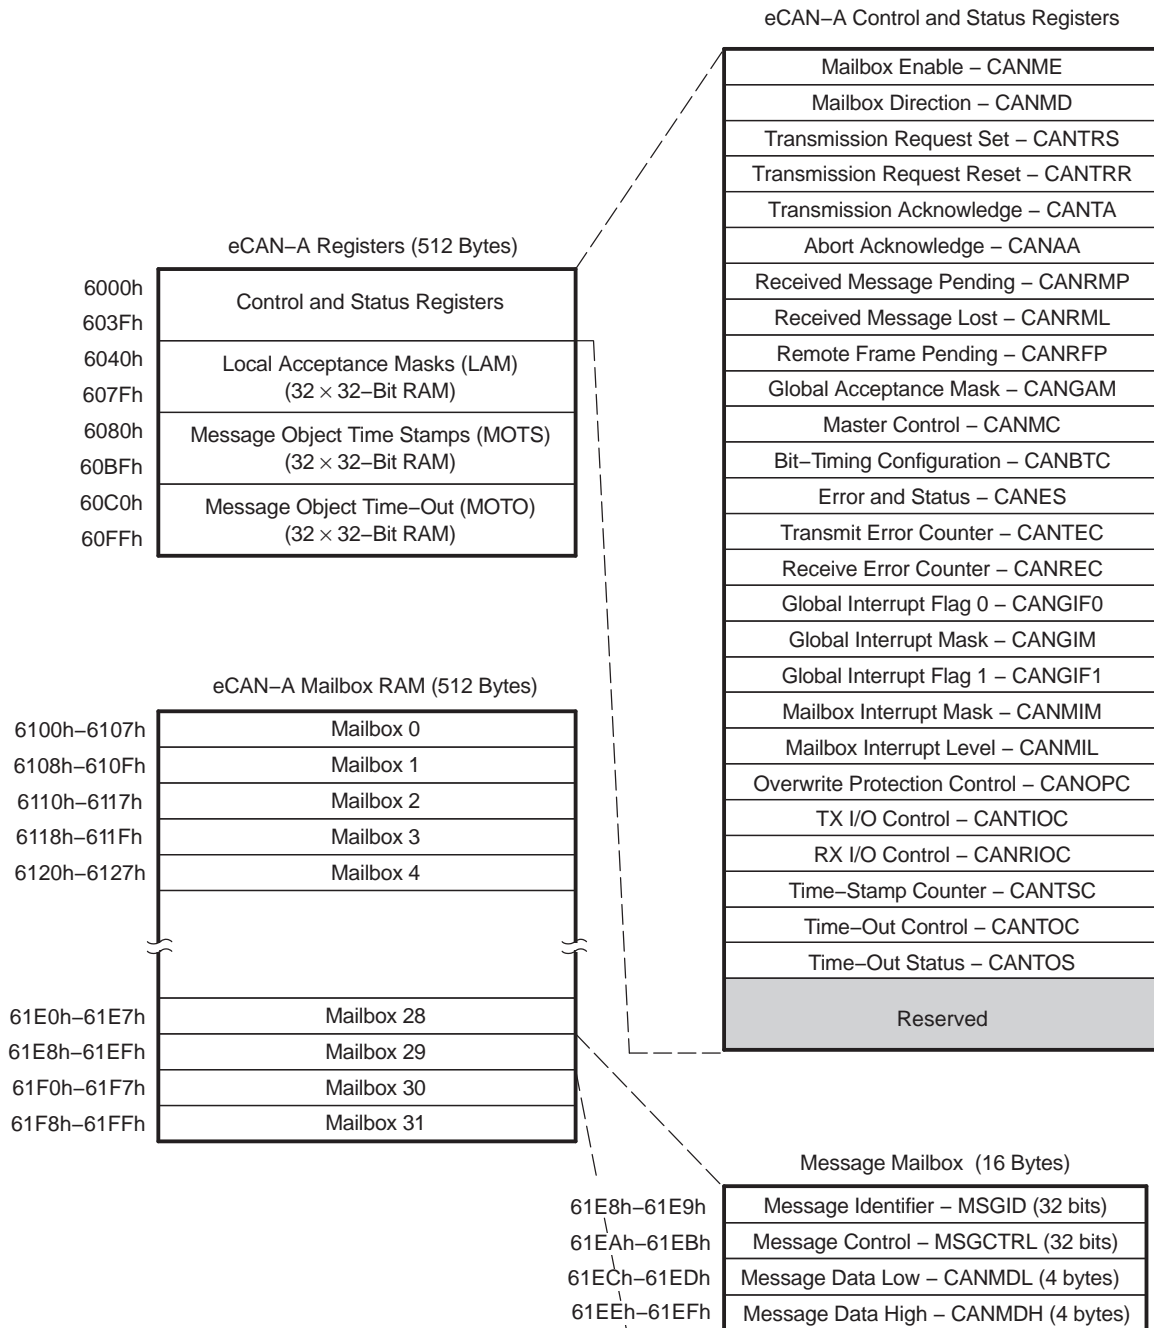 eCAN–A Control and Status Registers
Mailbox Enable – CANME
Mailbox Direction – CANMD
Transmission Request Set – CANTRS
Transmission Request Reset – CANTRR
Transmission Acknowledge – CANTA
Abort Acknowledge – CANAA
Received Message Pending – CANRMP
Received Message Lost – CANRML
Remote Frame Pending – CANRFP
Global Acceptance Mask – CANGAM
Master Control – CANMC
Bit–Timing Configuration – CANBTC
Error and Status – CANES
Transmit Error Counter – CANTEC
Receive Error Counter – CANREC
Global Interrupt Flag 0 – CANGIF0
Global Interrupt Mask – CANGIM
Global Interrupt Flag 1 – CANGIF1
Mailbox Interrupt Mask – CANMIM
Mailbox Interrupt Level – CANMIL
Overwrite Protection Control – CANOPC
TX I/O Control – CANTIOC
RX I/O Control – CANRIOC
Time–Stamp Counter – CANTSC
Time–Out Control – CANTOC
Time–Out Status – CANTOS
Reserved
eCAN–A Registers (512 Bytes)
6000h
Control and Status Registers
603Fh
6040h
Local Acceptance Masks (LAM)
(32 × 32–Bit RAM)
607Fh
6080h
Message Object Time Stamps (MOTS)
(32 × 32–Bit RAM)
60BFh
60C0h
Message Object Time–Out (MOTO)
(32 × 32–Bit RAM)
60FFh
eCAN–A Mailbox RAM (512 Bytes)
6100h–6107h Mailbox 0
6108h–610Fh Mailbox 1
6110h–6117h Mailbox 2
6118h–611Fh Mailbox 3
6120h–6127h Mailbox 4
61E0h–61E7h Mailbox 28
61E8h–61EFh Mailbox 29
61F0h–61F7h Mailbox 30
61F8h–61FFh Mailbox 31
Message Mailbox (16 Bytes)
61E8h–61E9h Message Identifier – MSGID (32 bits)
61EAh–61EBh Message Control – MSGCTRL (32 bits)
61ECh–61EDh Message Data Low – CANMDL (4 bytes)
61EEh–61EFh Message Data High – CANMDH (4 bytes)